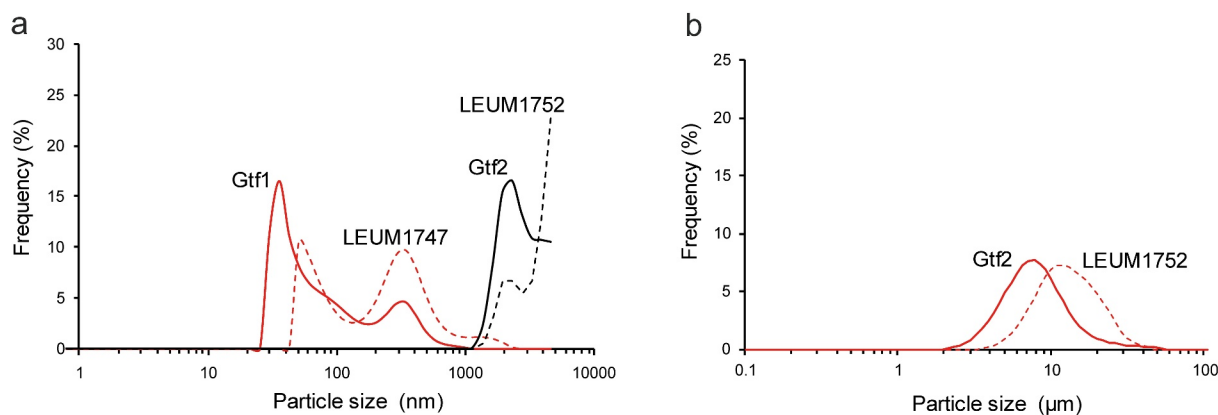 a
30
25
20
15
10
5
0
Frequency (%)
LEUM1752
Gtf2
Gtf1
LEUM1747
1 10 100 1000 10000
Particle size (nm)
b
25
20
15
10
5
0
Frequency (%)
Gtf2
LEUM1752
0.1 1 10 100
Particle size (µm)